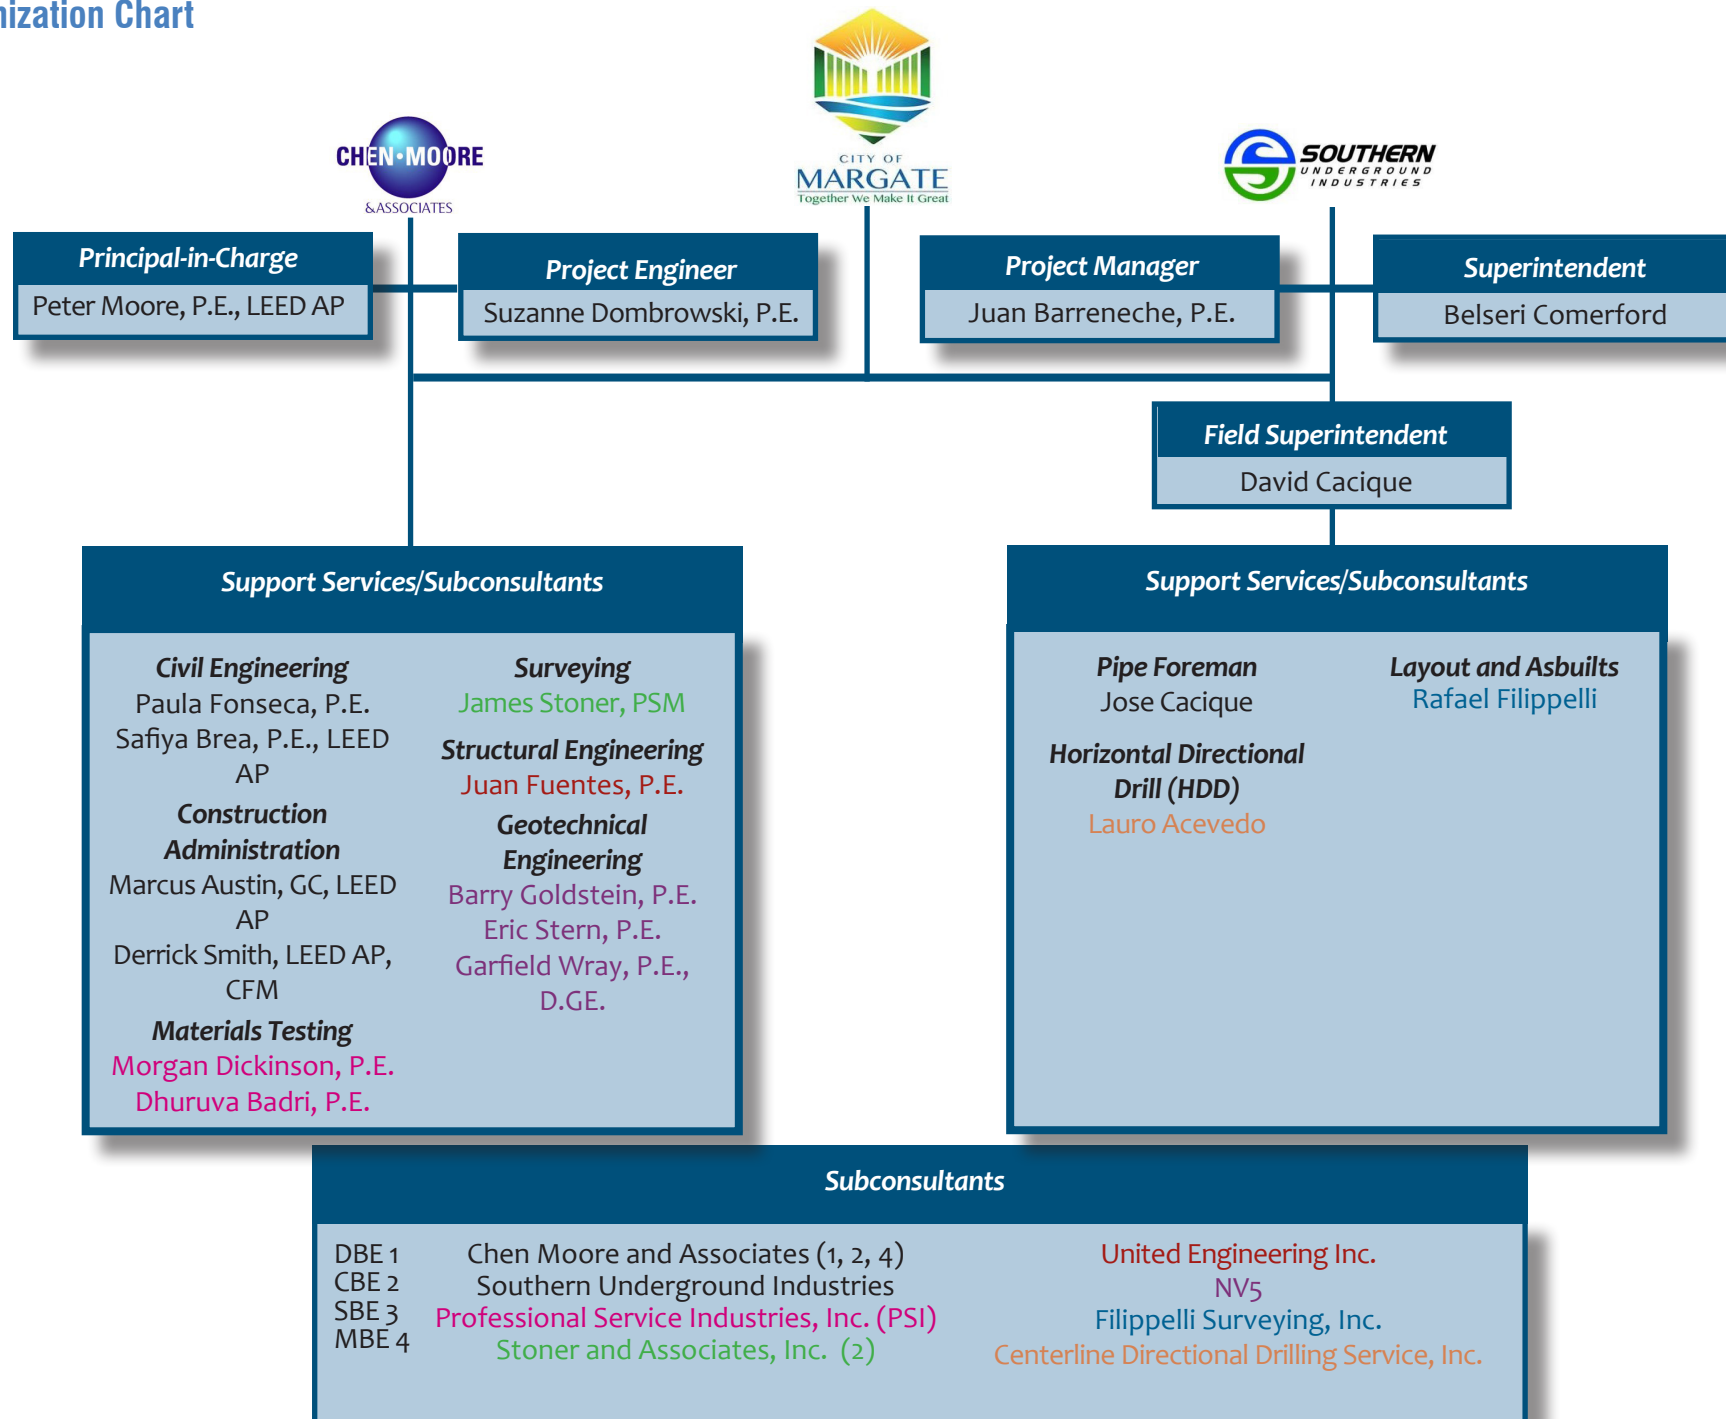 nization Chart
CHEN·MOORE
&ASSOCIATES
CITY OF
MARGATE
Together We Make It Great
SOUTHERN
UNDERGROUND
INDUSTRIES
Principal-in-Charge
Peter Moore, P.E., LEED AP
Project Engineer
Suzanne Dombrowski, P.E.
Project Manager
Juan Barreneche, P.E.
Superintendent
Belseri Comerford
Field Superintendent
David Cacique
Support Services/Subconsultants
Civil Engineering
Paula Fonseca, P.E.
Safiya Brea, P.E., LEED
AP
Construction
Administration
Marcus Austin, GC, LEED
AP
Derrick Smith, LEED AP,
CFM
Materials Testing
Morgan Dickinson, P.E.
Dhuruva Badri, P.E.
Surveying
James Stoner, PSM
Structural Engineering
Juan Fuentes, P.E.
Geotechnical
Engineering
Barry Goldstein, P.E.
Eric Stern, P.E.
Garfield Wray, P.E.,
D.GE.
Support Services/Subconsultants
Pipe Foreman
Jose Cacique
Horizontal Directional
Drill (HDD)
Lauro Acevedo
Layout and Asbuilts
Rafael Filippelli
Subconsultants
DBE 1
CBE 2
SBE 3
MBE 4
Chen Moore and Associates (1, 2, 4)
Southern Underground Industries
Professional Service Industries, Inc. (PSI)
Stoner and Associates, Inc. (2)
United Engineering Inc.
NV5
Filippelli Surveying, Inc.
Centerline Directional Drilling Service, Inc.